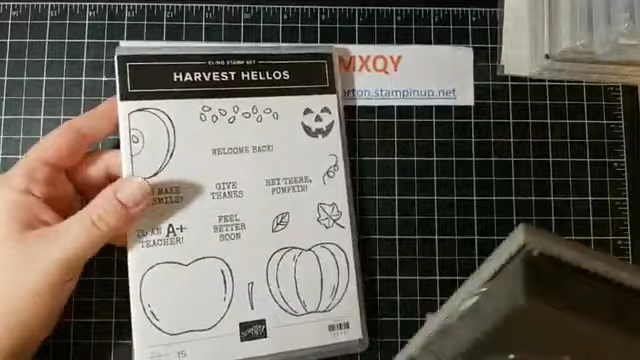 CLING STAMP SET
HARVEST HELLOS
MXQY
orton.stampinup.net
WELCOME BACK!
MAKE
SMILE!
GIVE
THANKS
HEY THERE,
PUMPKIN!
AN A+
TEACHER!
FEEL
BETTER
SOON
15